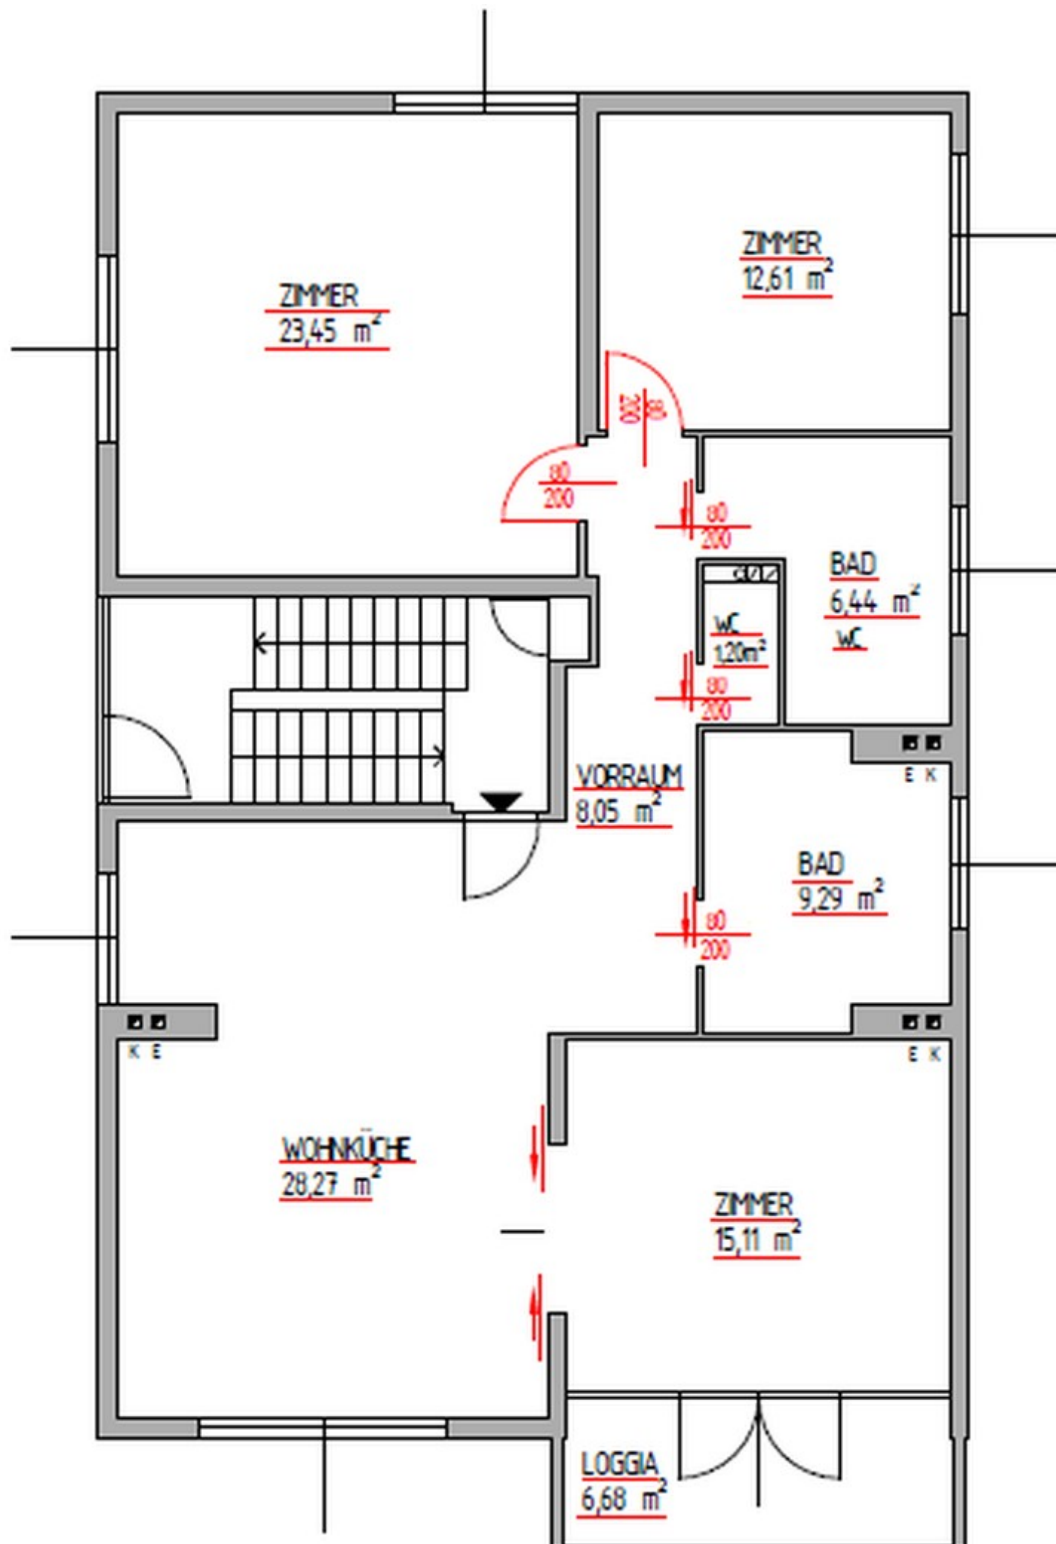 ZIMMER
12,61 m²
ZIMMER
23,45 m²
80
200
80
200
80
200
BAD
6,44 m²
WC
WC
1,20m²
80
200
VORRAUM
8,05 m²
E K
BAD
9,29 m²
80
200
K E
E K
WOHNKÜCHE
28,27 m²
ZIMMER
15,11 m²
LOGGIA
6,68 m²